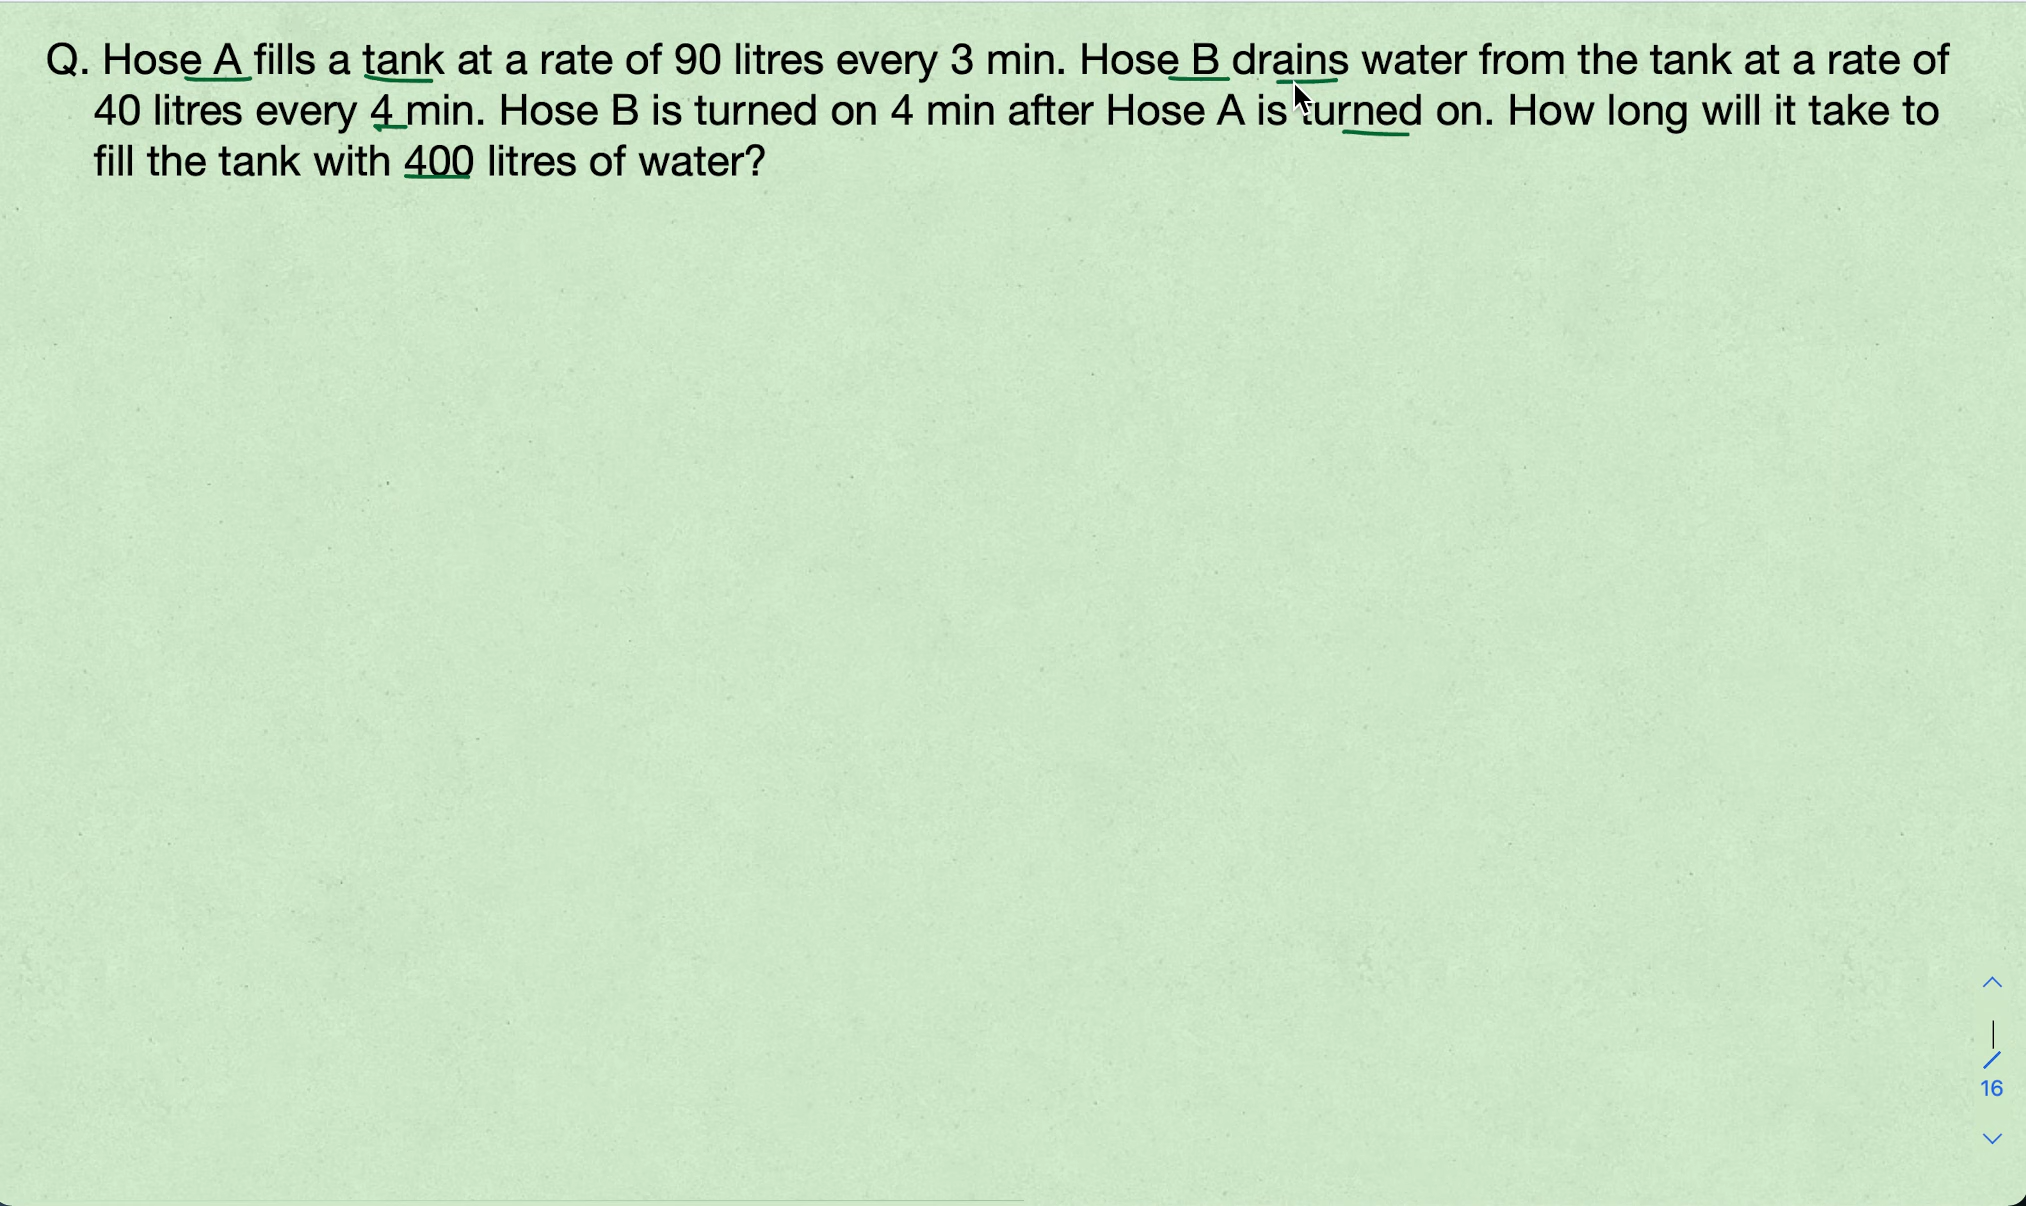 Q. Hose A fills a tank at a rate of 90 litres every 3 min. Hose B drains water from the tank at a rate of
40 litres every 4 min. Hose B is turned on 4 min after Hose A is turned on. How long will it take to
fill the tank with 400 litres of water?
16